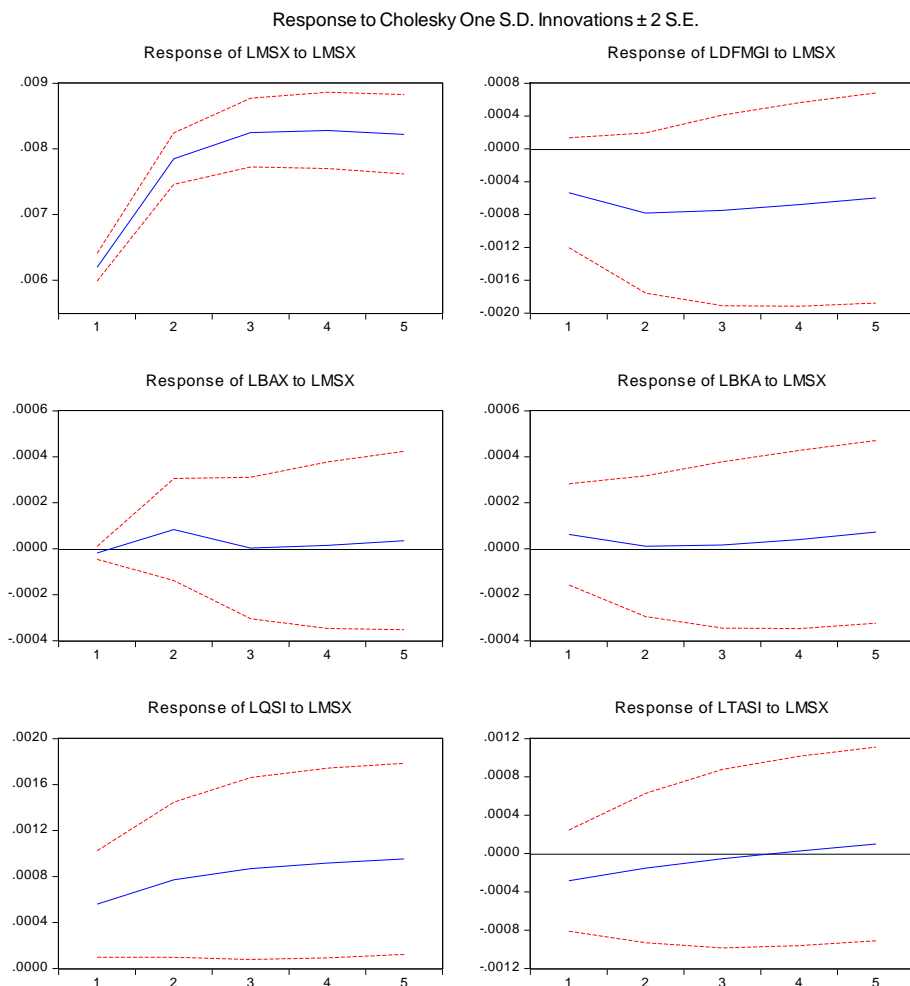 Response to Cholesky One S.D. Innovations ± 2 S.E.
Response of LMSX to LMSX
.009
.008
.007
.006
1 2 3 4 5
Response of LDFMGI to LMSX
.0008
.0004
.0000
-.0004
-.0008
-.0012
-.0016
-.0020
1 2 3 4 5
Response of LBAX to LMSX
.0006
.0004
.0002
.0000
-.0002
-.0004
1 2 3 4 5
Response of LBKA to LMSX
.0006
.0004
.0002
.0000
-.0002
-.0004
1 2 3 4 5
Response of LQSI to LMSX
.0020
.0016
.0012
.0008
.0004
.0000
1 2 3 4 5
Response of LTASI to LMSX
.0012
.0008
.0004
.0000
-.0004
-.0008
-.0012
1 2 3 4 5